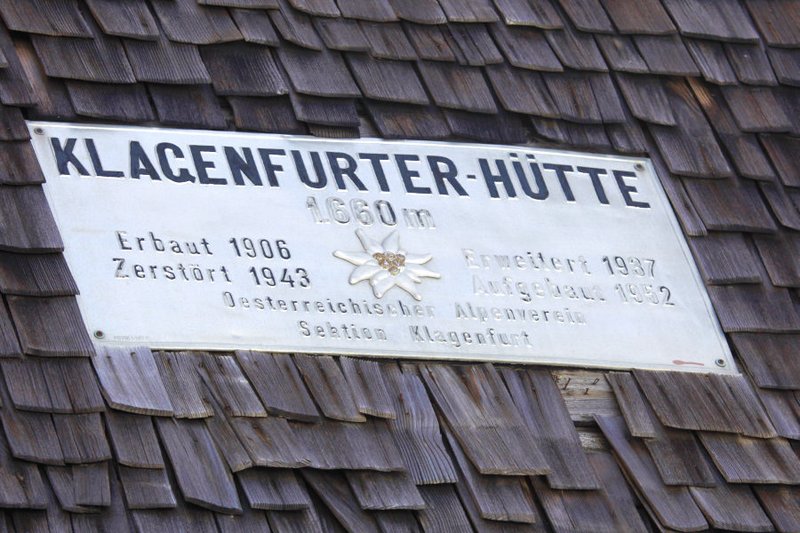 KLAGENFURTER-HÜTTE
1.660 m
Erbaut 1906 Erweitert 1937
Zerstört 1943 Aufgebaut 1952
Oesterreichischer Alpenverein
Sektion Klagenfurt